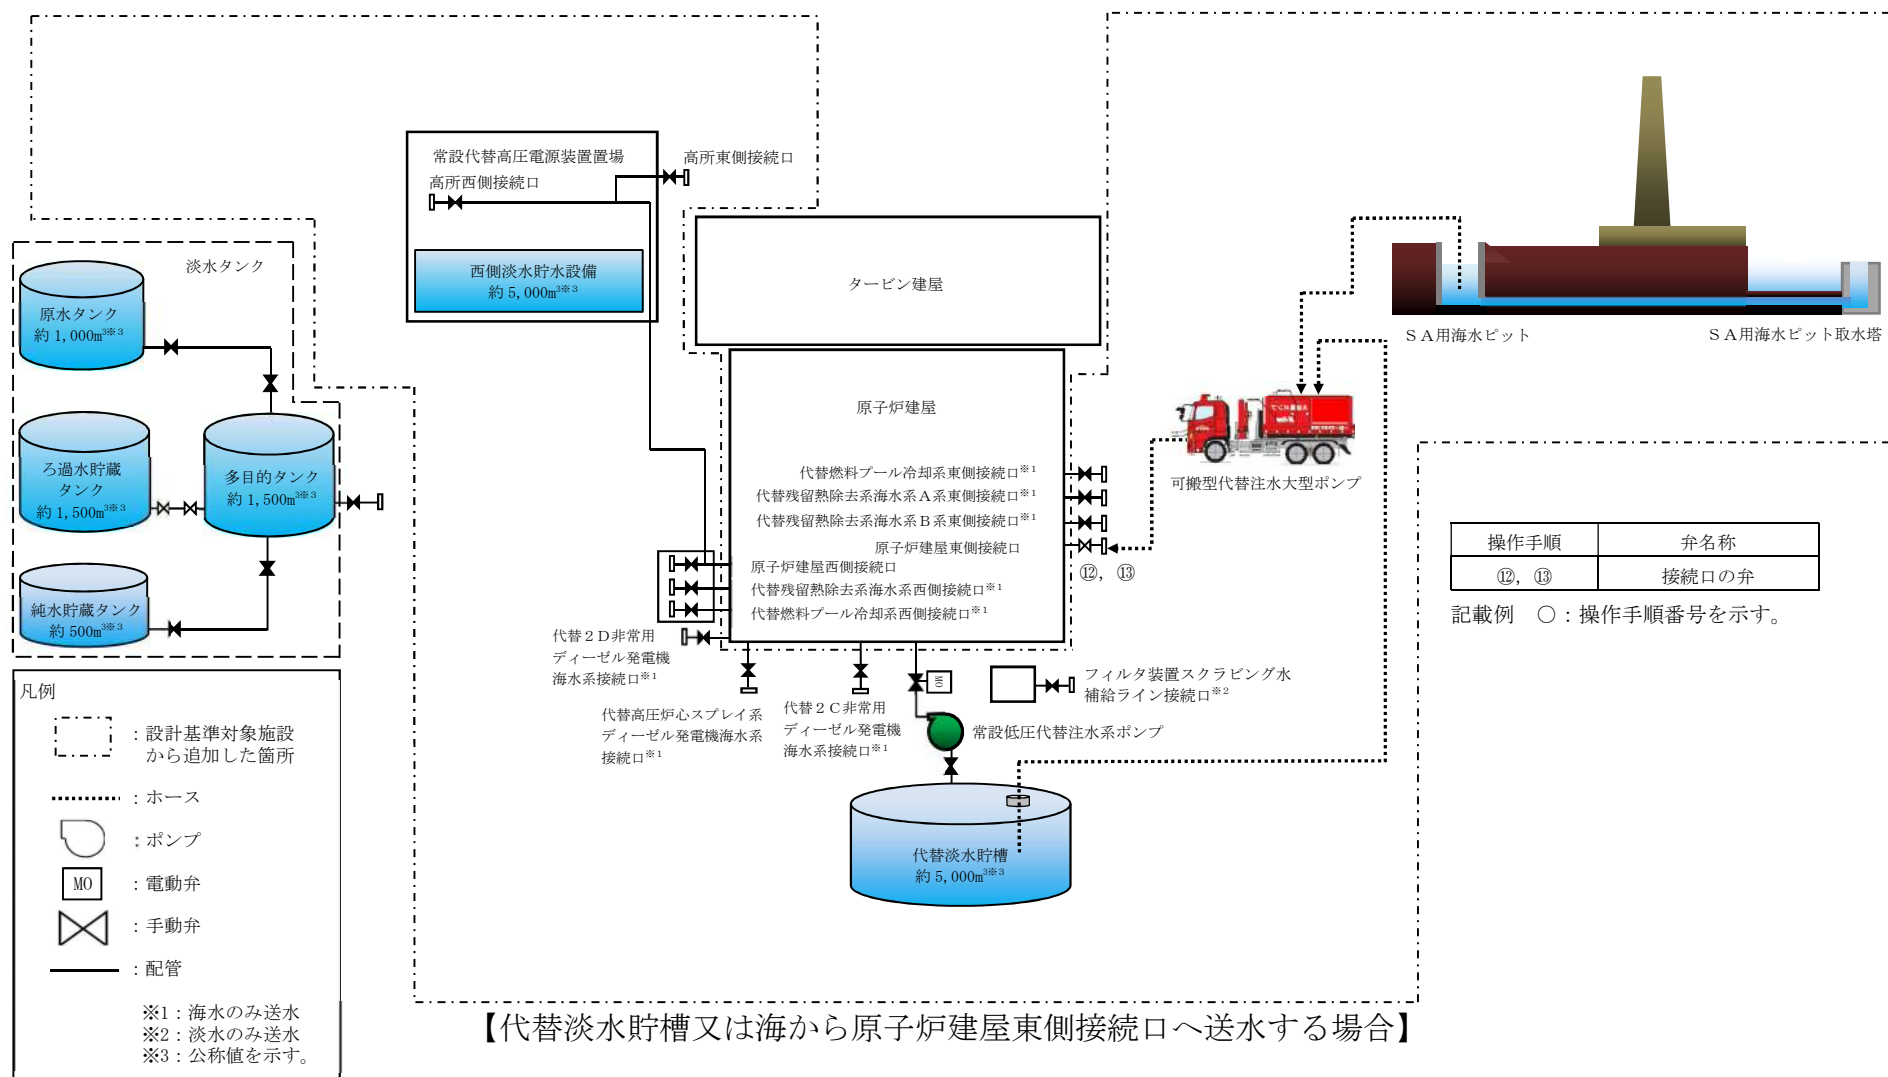 常設代替高圧電源装置置場
高所西側接続口
高所東側接続口
西側淡水貯水設備
約 5,000m³※3
淡水タンク
原水タンク
約 1,000m³※3
ろ過水貯蔵
タンク
約 1,500m³※3
多目的タンク
約 1,500m³※3
純水貯蔵タンク
約 500m³※3
タービン建屋
原子炉建屋
代替燃料プール冷却系東側接続口※1
代替残留熱除去系海水系A系東側接続口※1
代替残留熱除去系海水系B系東側接続口※1
原子炉建屋東側接続口
⑫，⑬
原子炉建屋西側接続口
代替残留熱除去系海水系西側接続口※1
代替燃料プール冷却系西側接続口※1
代替2D非常用
ディーゼル発電機
海水系接続口※1
代替高圧炉心スプレイ系
ディーゼル発電機海水系
接続口※1
代替2C非常用
ディーゼル発電機
海水系接続口※1
MO
フィルタ装置スクラビング水
補給ライン接続口※2
常設低圧代替注水系ポンプ
代替淡水貯槽
約 5,000m³※3
可搬型代替注水大型ポンプ
SA用海水ピット
SA用海水ピット取水塔
操作手順 弁名称
⑫，⑬ 接続口の弁
記載例 ○：操作手順番号を示す。
凡例
：設計基準対象施設
から追加した箇所
：ホース
：ポンプ
MO ：電動弁
：手動弁
：配管
※1：海水のみ送水
※2：淡水のみ送水
※3：公称値を示す。
【代替淡水貯槽又は海から原子炉建屋東側接続口へ送水する場合】